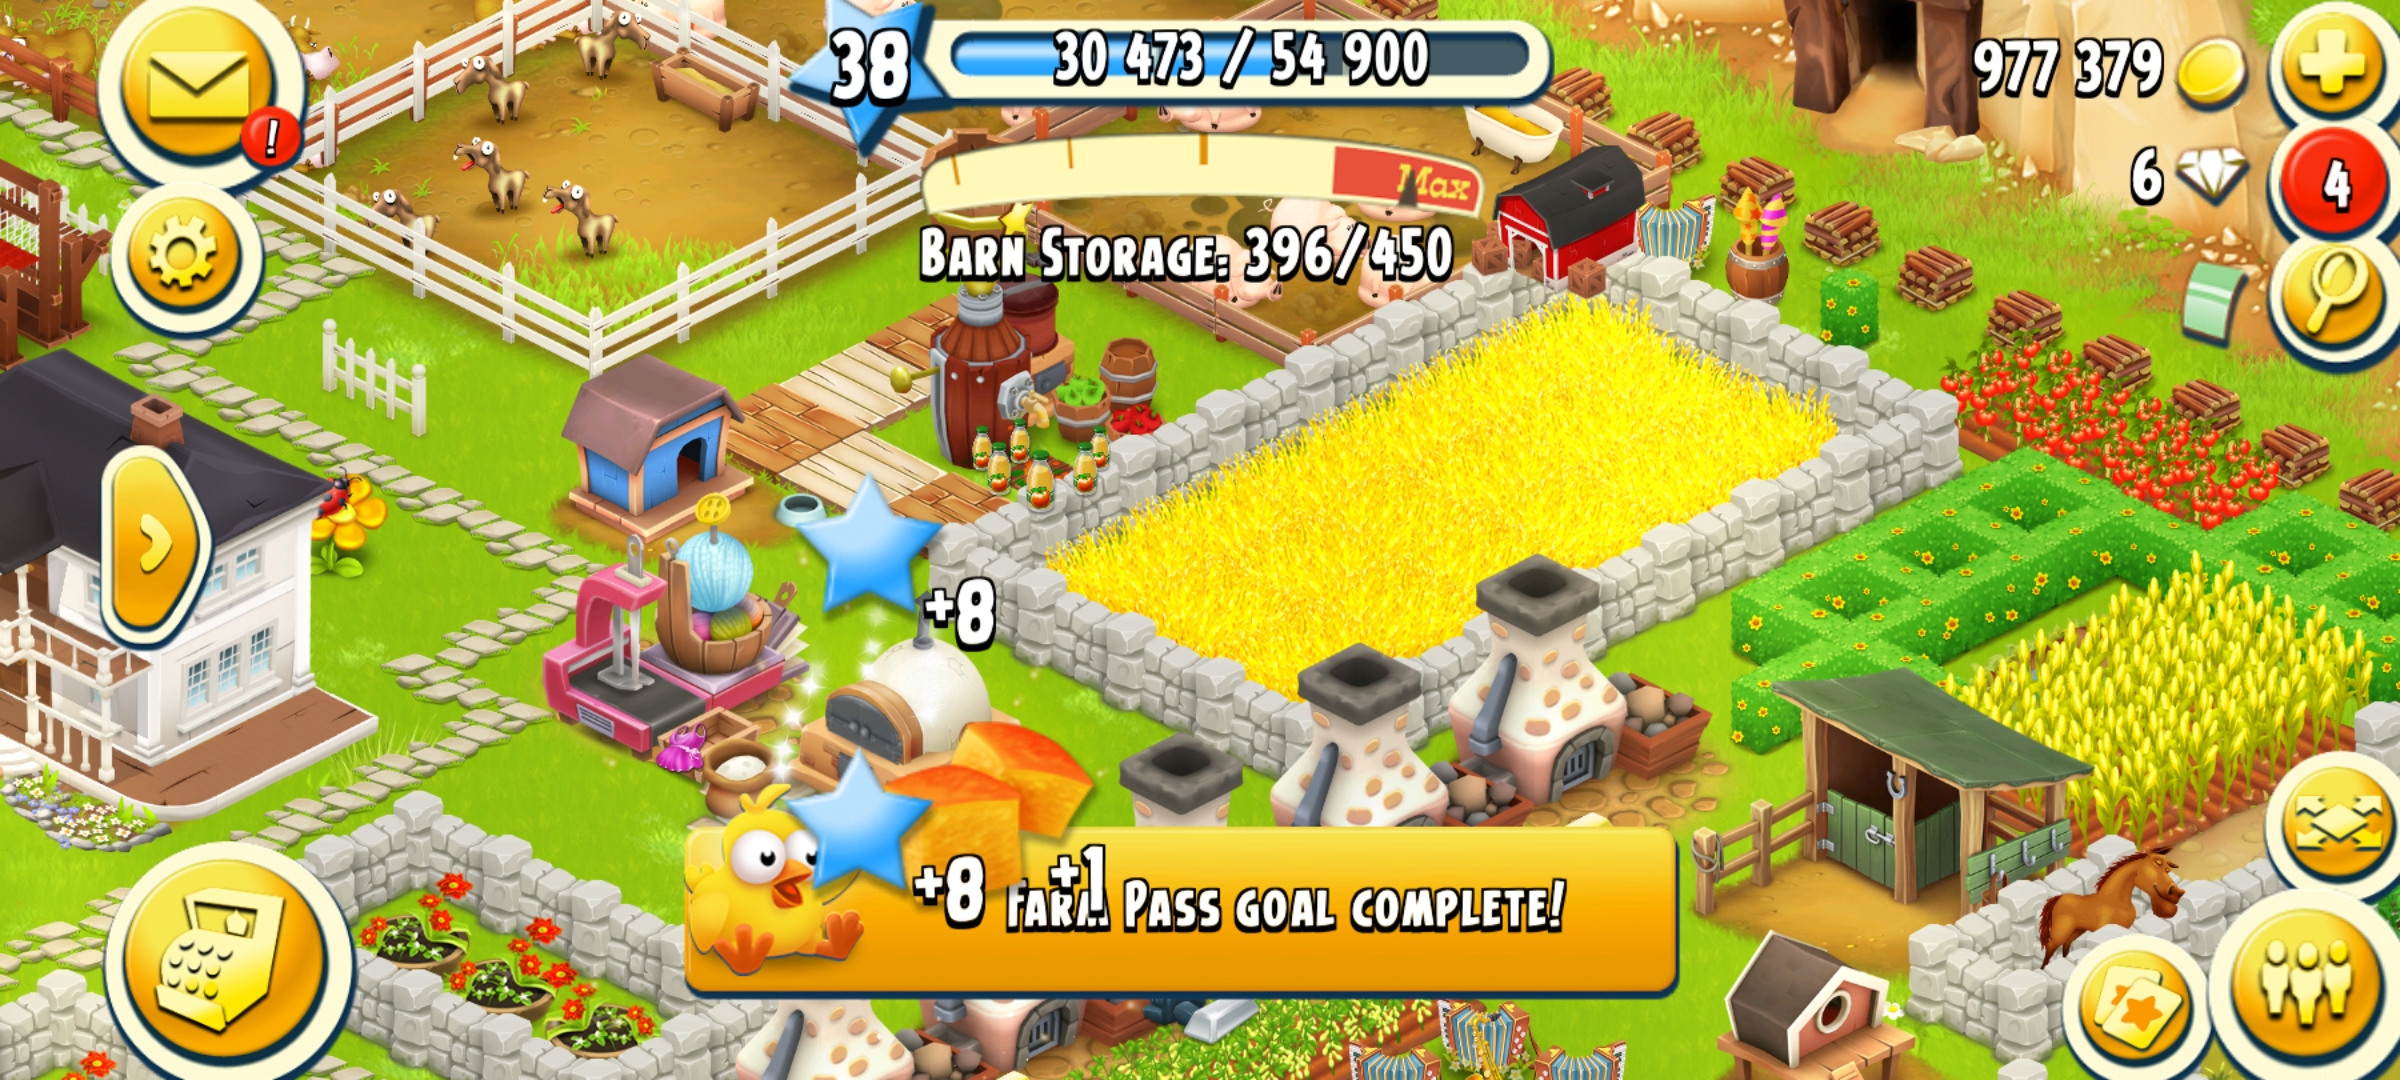 !
38
30 473 / 54 900
Max
Barn Storage: 396/450
977 379
6
4
+8
+8
+1
Farm Pass goal complete!